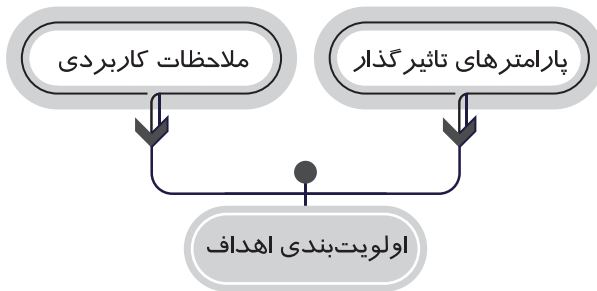 پارامترهای تاثیرگذار
ملاحظات کاربردی
اولویت‌بندی اهداف